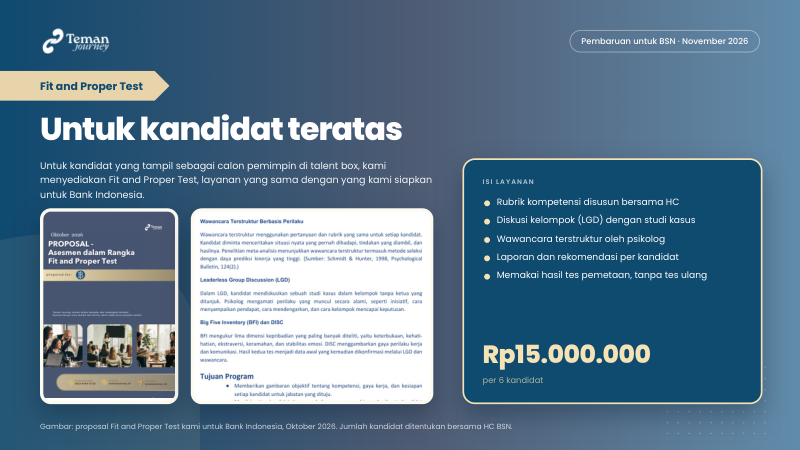 Teman
journey
Pembaruan untuk BSN · November 2026
Fit and Proper Test
Untuk kandidat teratas
Untuk kandidat yang tampil sebagai calon pemimpin di talent box, kami
menyediakan Fit and Proper Test, layanan yang sama dengan yang kami siapkan
untuk Bank Indonesia.
Oktober 2026
PROPOSAL -
Asesmen dalam Rangka
Fit and Proper Test
prepared for:
Wawancara Terstruktur Berbasis Perilaku
Wawancara terstruktur menggunakan pertanyaan dan rubrik yang sama untuk setiap kandidat.
Kandidat diminta menceritakan situasi nyata yang pernah dihadapi, tindakan yang diambil, dan
hasilnya. Penelitian meta-analisis menunjukkan wawancara terstruktur termasuk metode seleksi
dengan daya prediksi kinerja yang tinggi. (Sumber: Schmidt & Hunter, 1998, Psychological
Bulletin, 124(2).)
Leaderless Group Discussion (LGD)
Dalam LGD, kandidat mendiskusikan sebuah studi kasus dalam kelompok tanpa ketua yang
ditunjuk. Psikolog mengamati perilaku yang muncul secara alami, seperti inisiatif, cara
menyampaikan pendapat, cara mendengarkan, dan cara kelompok mencapai keputusan.
Big Five Inventory (BFI) dan DISC
BFI mengukur lima dimensi kepribadian yang paling banyak diteliti, yaitu keterbukaan, kehati-
hatian, ekstraversi, keramahan, dan stabilitas emosi. DISC menggambarkan gaya perilaku kerja
dan komunikasi. Hasil kedua tes menjadi data awal yang kemudian dikonfirmasi melalui LGD dan
wawancara.
Tujuan Program
• Memberikan gambaran objektif tentang kompetensi, gaya kerja, dan kesiapan
setiap kandidat untuk jabatan yang dituju.
ISI LAYANAN
• Rubrik kompetensi disusun bersama HC
• Diskusi kelompok (LGD) dengan studi kasus
• Wawancara terstruktur oleh psikolog
• Laporan dan rekomendasi per kandidat
• Memakai hasil tes pemetaan, tanpa tes ulang
Rp15.000.000
per 6 kandidat
Gambar: proposal Fit and Proper Test kami untuk Bank Indonesia, Oktober 2026. Jumlah kandidat ditentukan bersama HC BSN.